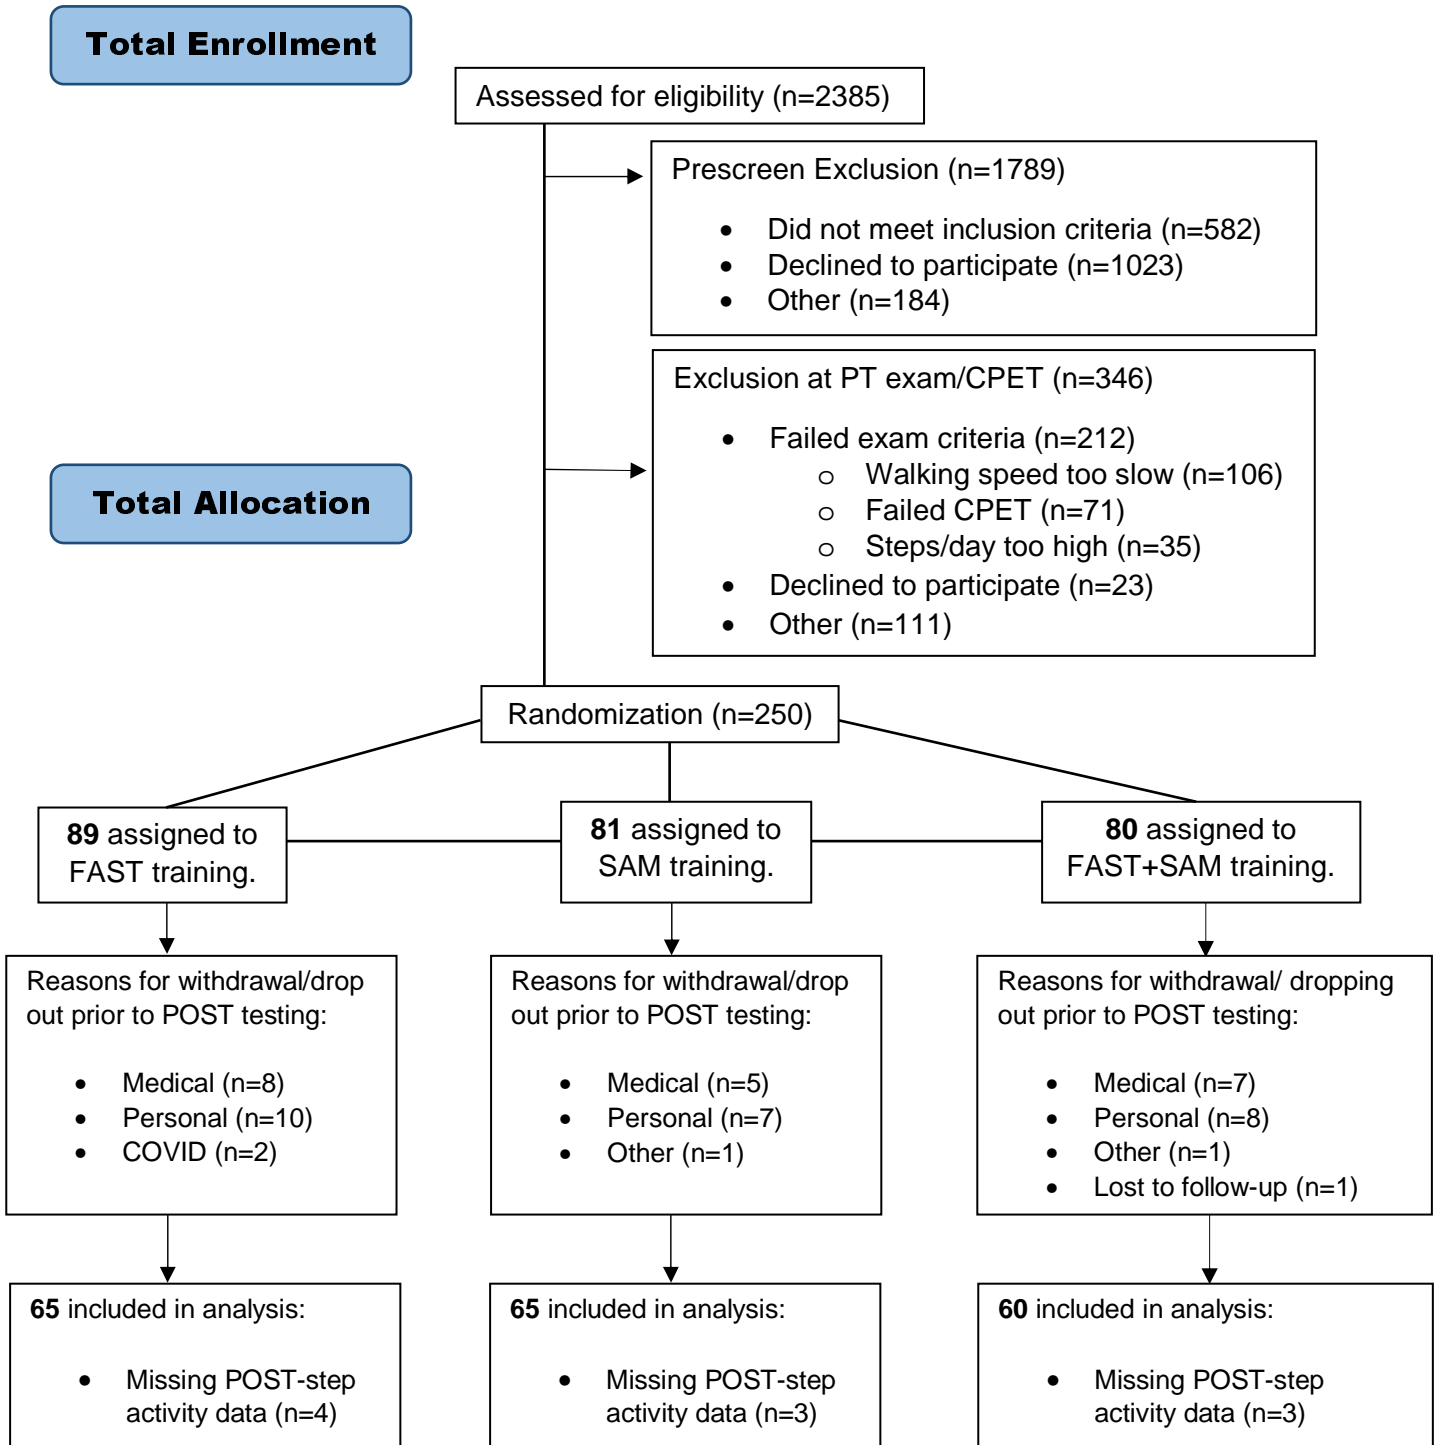 Total Enrollment
Assessed for eligibility (n=2385)
Prescreen Exclusion (n=1789)
• Did not meet inclusion criteria (n=582)
• Declined to participate (n=1023)
• Other (n=184)
Exclusion at PT exam/CPET (n=346)
• Failed exam criteria (n=212)
o Walking speed too slow (n=106)
o Failed CPET (n=71)
o Steps/day too high (n=35)
• Declined to participate (n=23)
• Other (n=111)
Total Allocation
Randomization (n=250)
89 assigned to
FAST training.
81 assigned to
SAM training.
80 assigned to
FAST+SAM training.
Reasons for withdrawal/drop
out prior to POST testing:
• Medical (n=8)
• Personal (n=10)
• COVID (n=2)
Reasons for withdrawal/drop
out prior to POST testing:
• Medical (n=5)
• Personal (n=7)
• Other (n=1)
Reasons for withdrawal/ dropping
out prior to POST testing:
• Medical (n=7)
• Personal (n=8)
• Other (n=1)
• Lost to follow-up (n=1)
65 included in analysis:
• Missing POST-step
activity data (n=4)
65 included in analysis:
• Missing POST-step
activity data (n=3)
60 included in analysis:
• Missing POST-step
activity data (n=3)